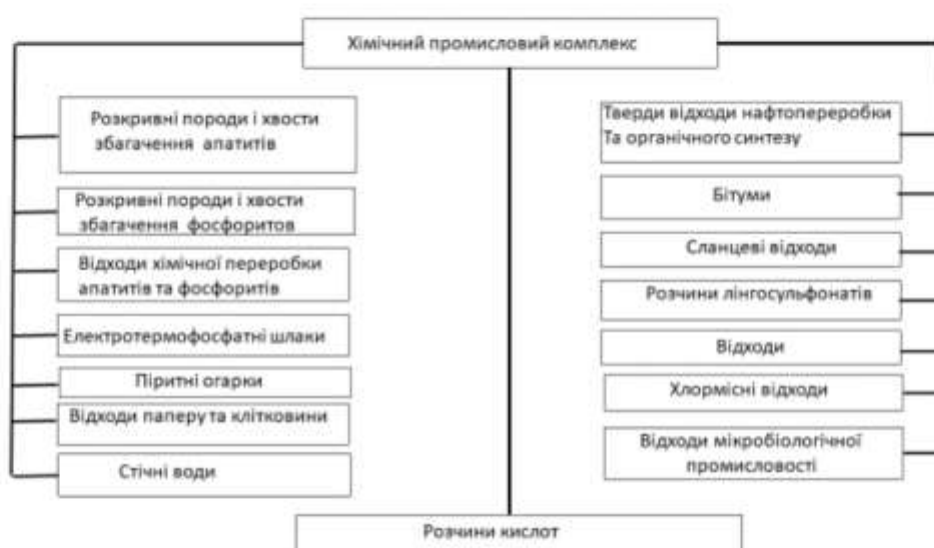 Хімічний промисловий комплекс
Розкривні породи і хвости
збагачення апатитів
Розкривні породи і хвости
збагачення фосфоритов
Відходи хімічної переробки
апатитів та фосфоритів
Електротермофосфатні шлаки
Піритні огарки
Відходи паперу та клітковини
Стічні води
Тверди відходи нафтопереробки
Та органічного синтезу
Бітуми
Сланцеві відходи
Розчини лінгосульфонатів
Відходи
Хлормісні відходи
Відходи мікробіологічної
промисловості
Розчини кислот